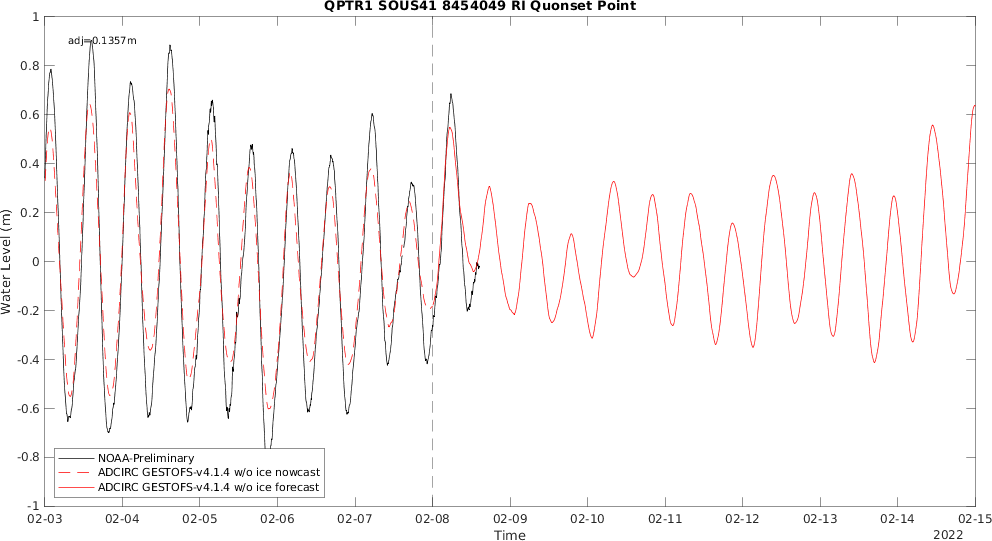 QPTR1 SOUS41 8454049 RI Quonset Point
adj=0.1357m
Water Level (m)
1
0.8
0.6
0.4
0.2
0
-0.2
-0.4
-0.6
-0.8
-1
NOAA-Preliminary
ADCIRC GESTOFS-v4.1.4 w/o ice nowcast
ADCIRC GESTOFS-v4.1.4 w/o ice forecast
02-03 02-04 02-05 02-06 02-07 02-08 02-09 02-10 02-11 02-12 02-13 02-14 02-15
Time
2022